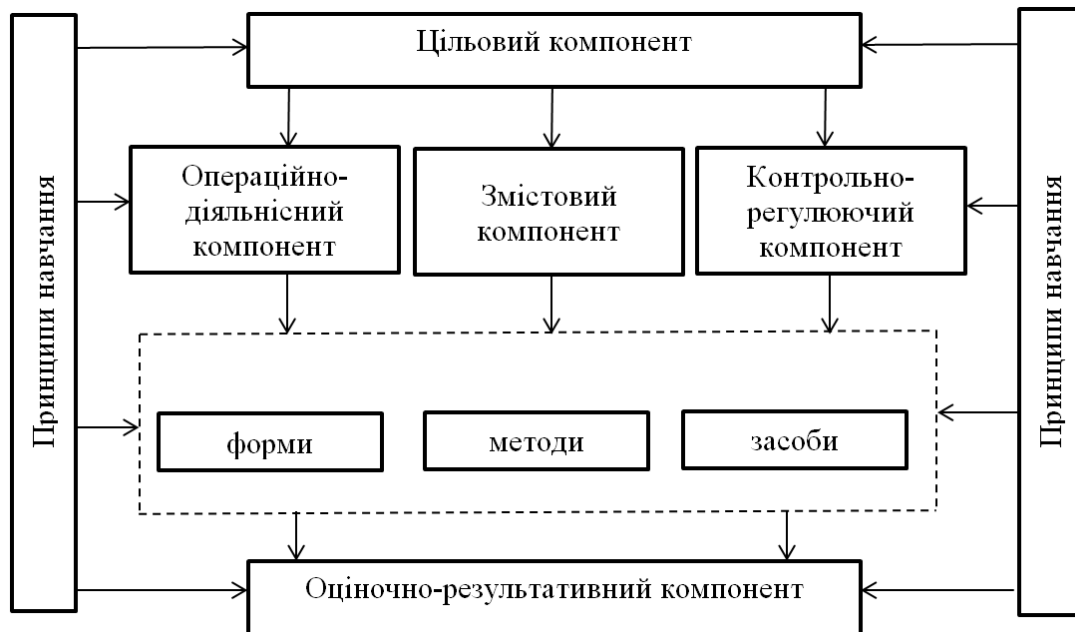 Принципи навчання
Цільовий компонент
Операційно-
діяльнісний
компонент
Змістовий
компонент
Контрольно-
регулюючий
компонент
форми
методи
засоби
Оціночно-результативний компонент
Принципи навчання